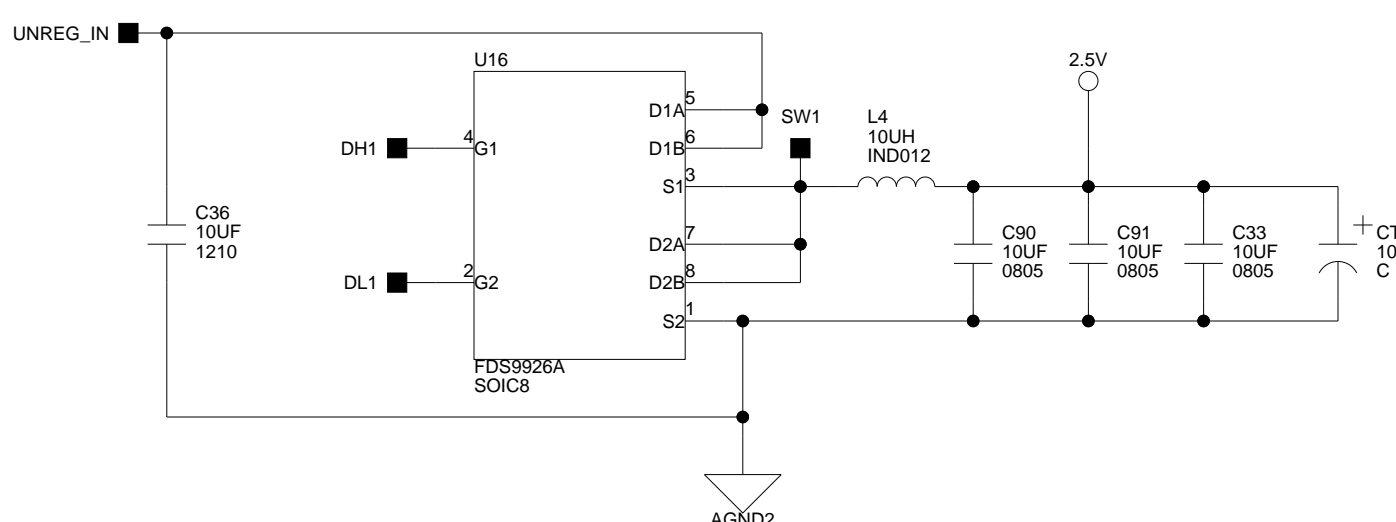 UNREG_IN
U16
2.5V
5
D1A
SW1
L4
10UH
IND012
DH1
4
G1
6
D1B
3
S1
C36
10UF
1210
7
D2A
C90
10UF
0805
C91
10UF
0805
C33
10UF
0805
+
CT
10
C
DL1
2
G2
8
D2B
1
S2
FDS9926A
SOIC8
AGND2